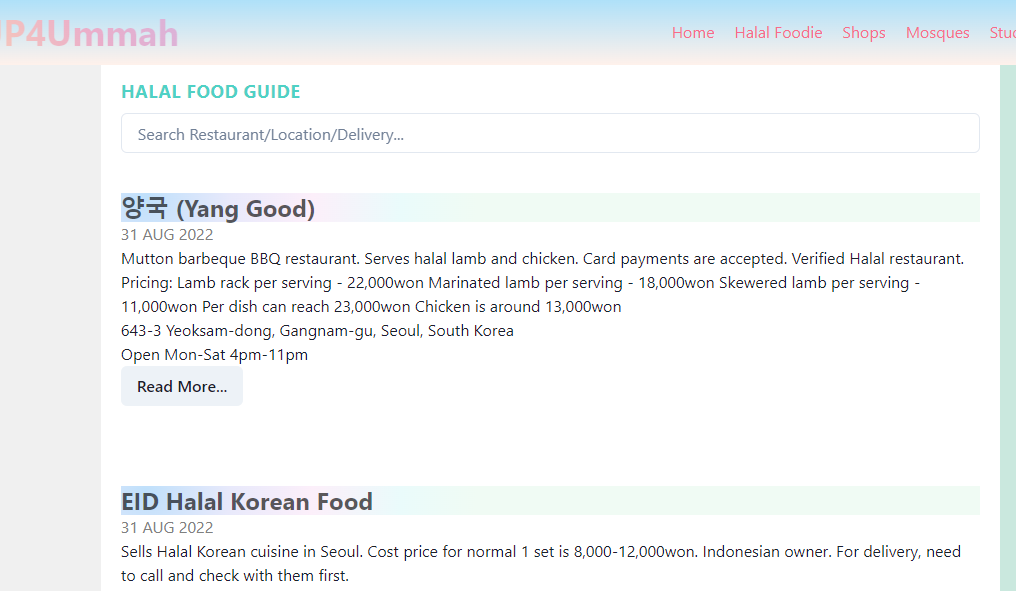 UP4Ummah
Home Halal Foodie Shops Mosques
HALAL FOOD GUIDE
Search Restaurant/Location/Delivery...
양국 (Yang Good)
31 AUG 2022
Mutton barbeque BBQ restaurant. Serves halal lamb and chicken. Card payments are accepted. Verified Halal restaurant.
Pricing: Lamb rack per serving - 22,000won Marinated lamb per serving - 18,000won Skewered lamb per serving -
11,000won Per dish can reach 23,000won Chicken is around 13,000won
643-3 Yeoksam-dong, Gangnam-gu, Seoul, South Korea
Open Mon-Sat 4pm-11pm
Read More...
EID Halal Korean Food
31 AUG 2022
Sells Halal Korean cuisine in Seoul. Cost price for normal 1 set is 8,000-12,000won. Indonesian owner. For delivery, need
to call and check with them first.